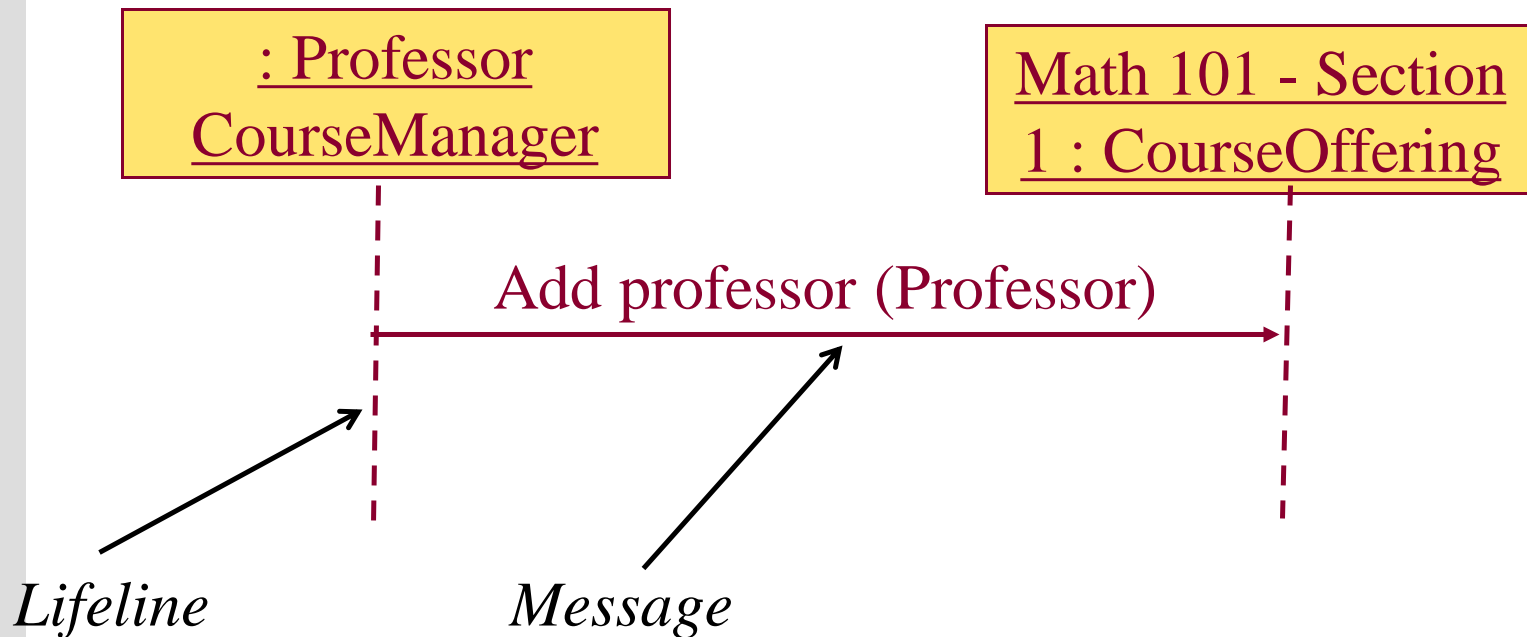 : Professor
CourseManager
Math 101 - Section
1 : CourseOffering
Add professor (Professor)
Lifeline
Message